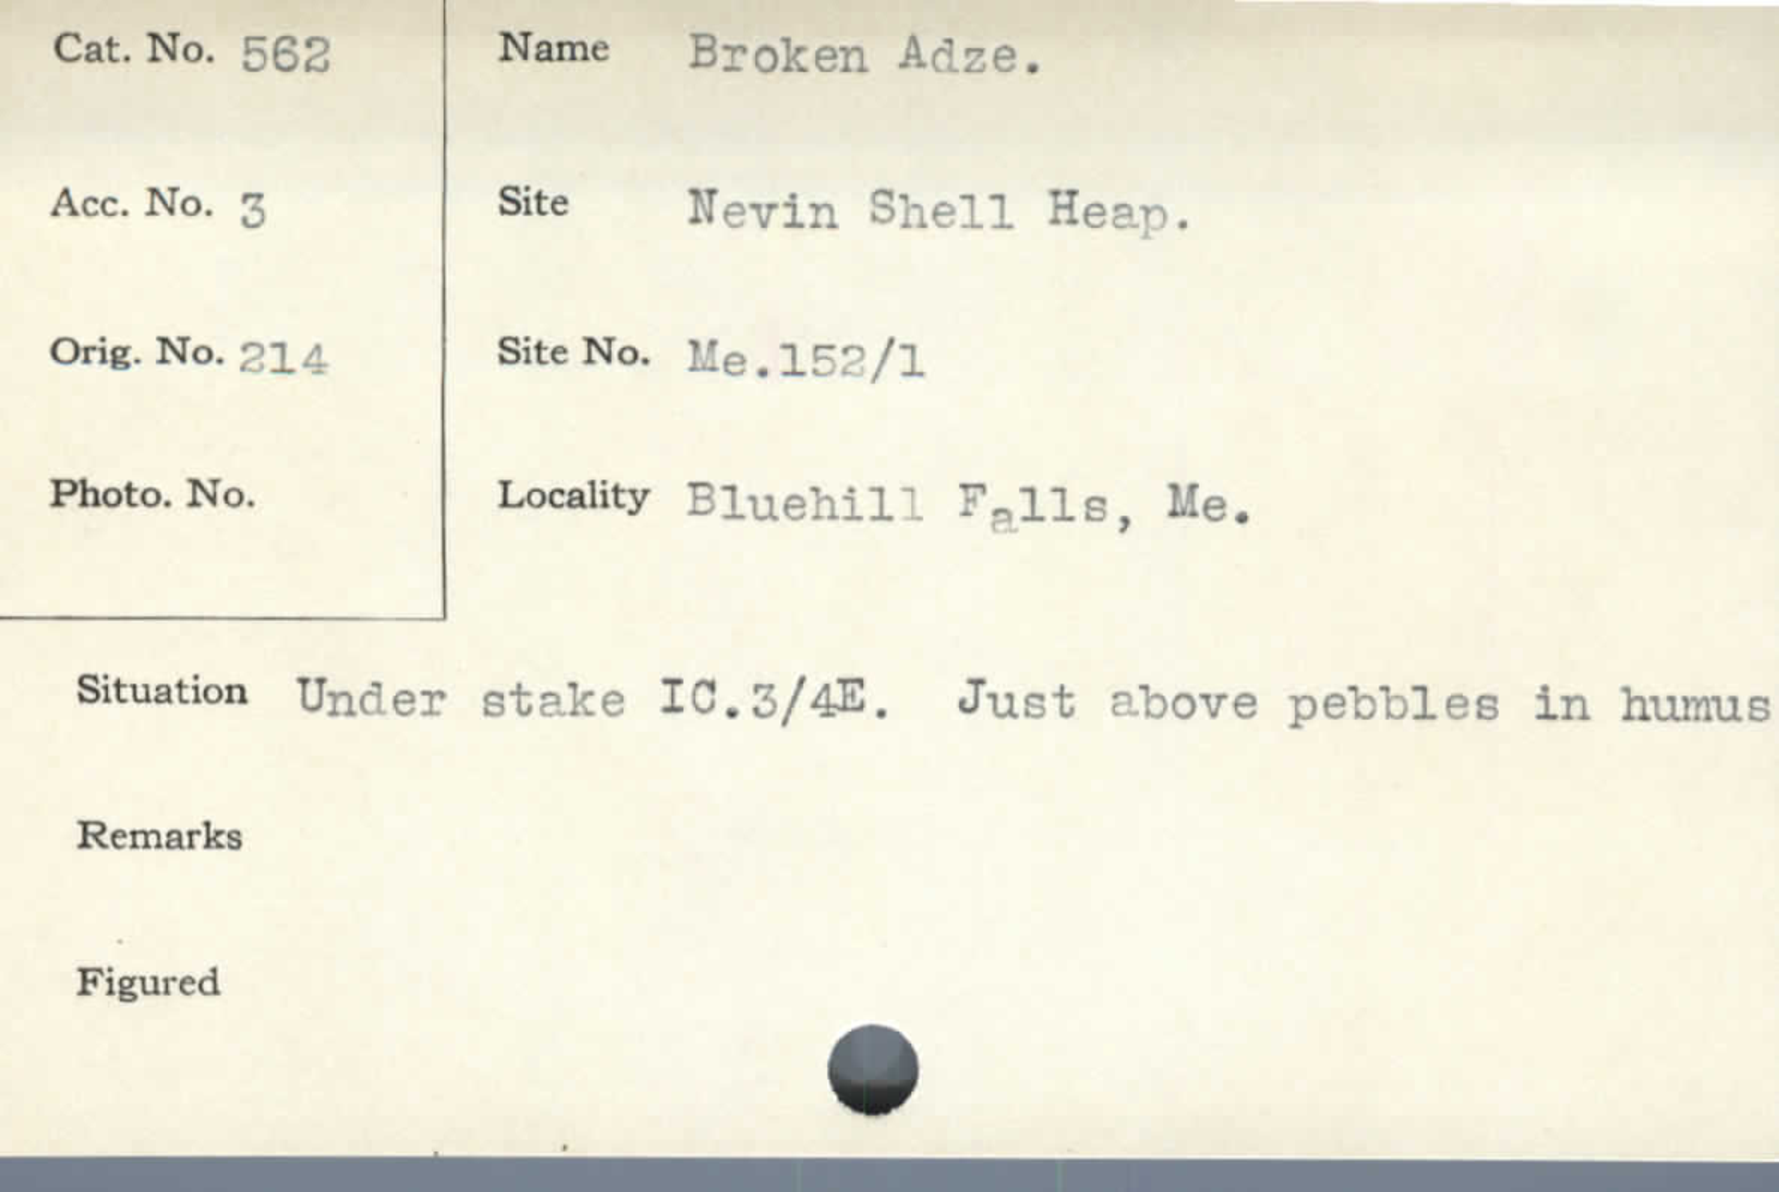 Cat. No. 562 Name Broken Adze.
Acc. No. 3 Site Nevin Shell Heap.
Orig. No. 214 Site No. Me.152/1
Photo. No. Locality Bluehill Falls, Me.
Situation Under stake IC.3/4E. Just above pebbles in humus
Remarks
Figured